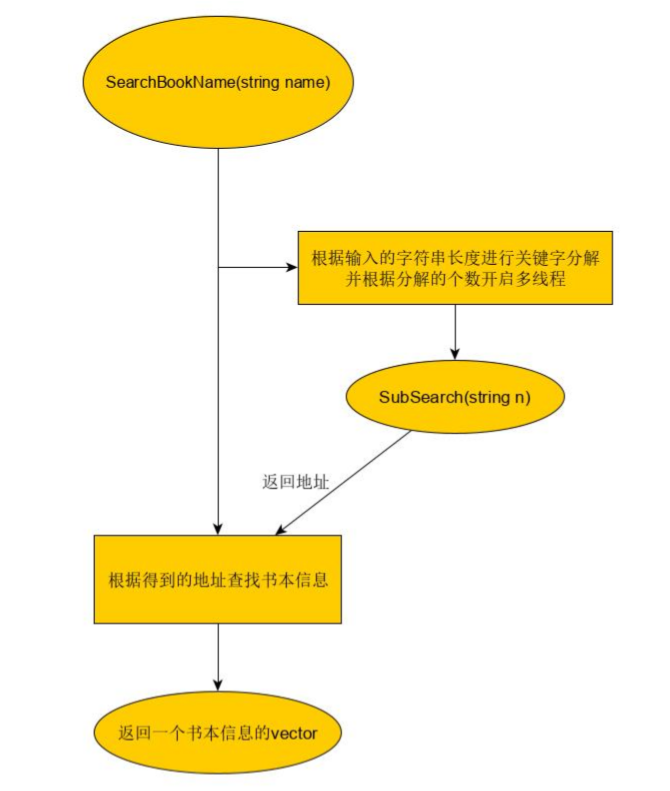 SearchBookName(string name)
根据输入的字符串长度进行关键字分解
并根据分解的个数开启多线程
SubSearch(string n)
返回地址
根据得到的地址查找书本信息
返回一个书本信息的vector